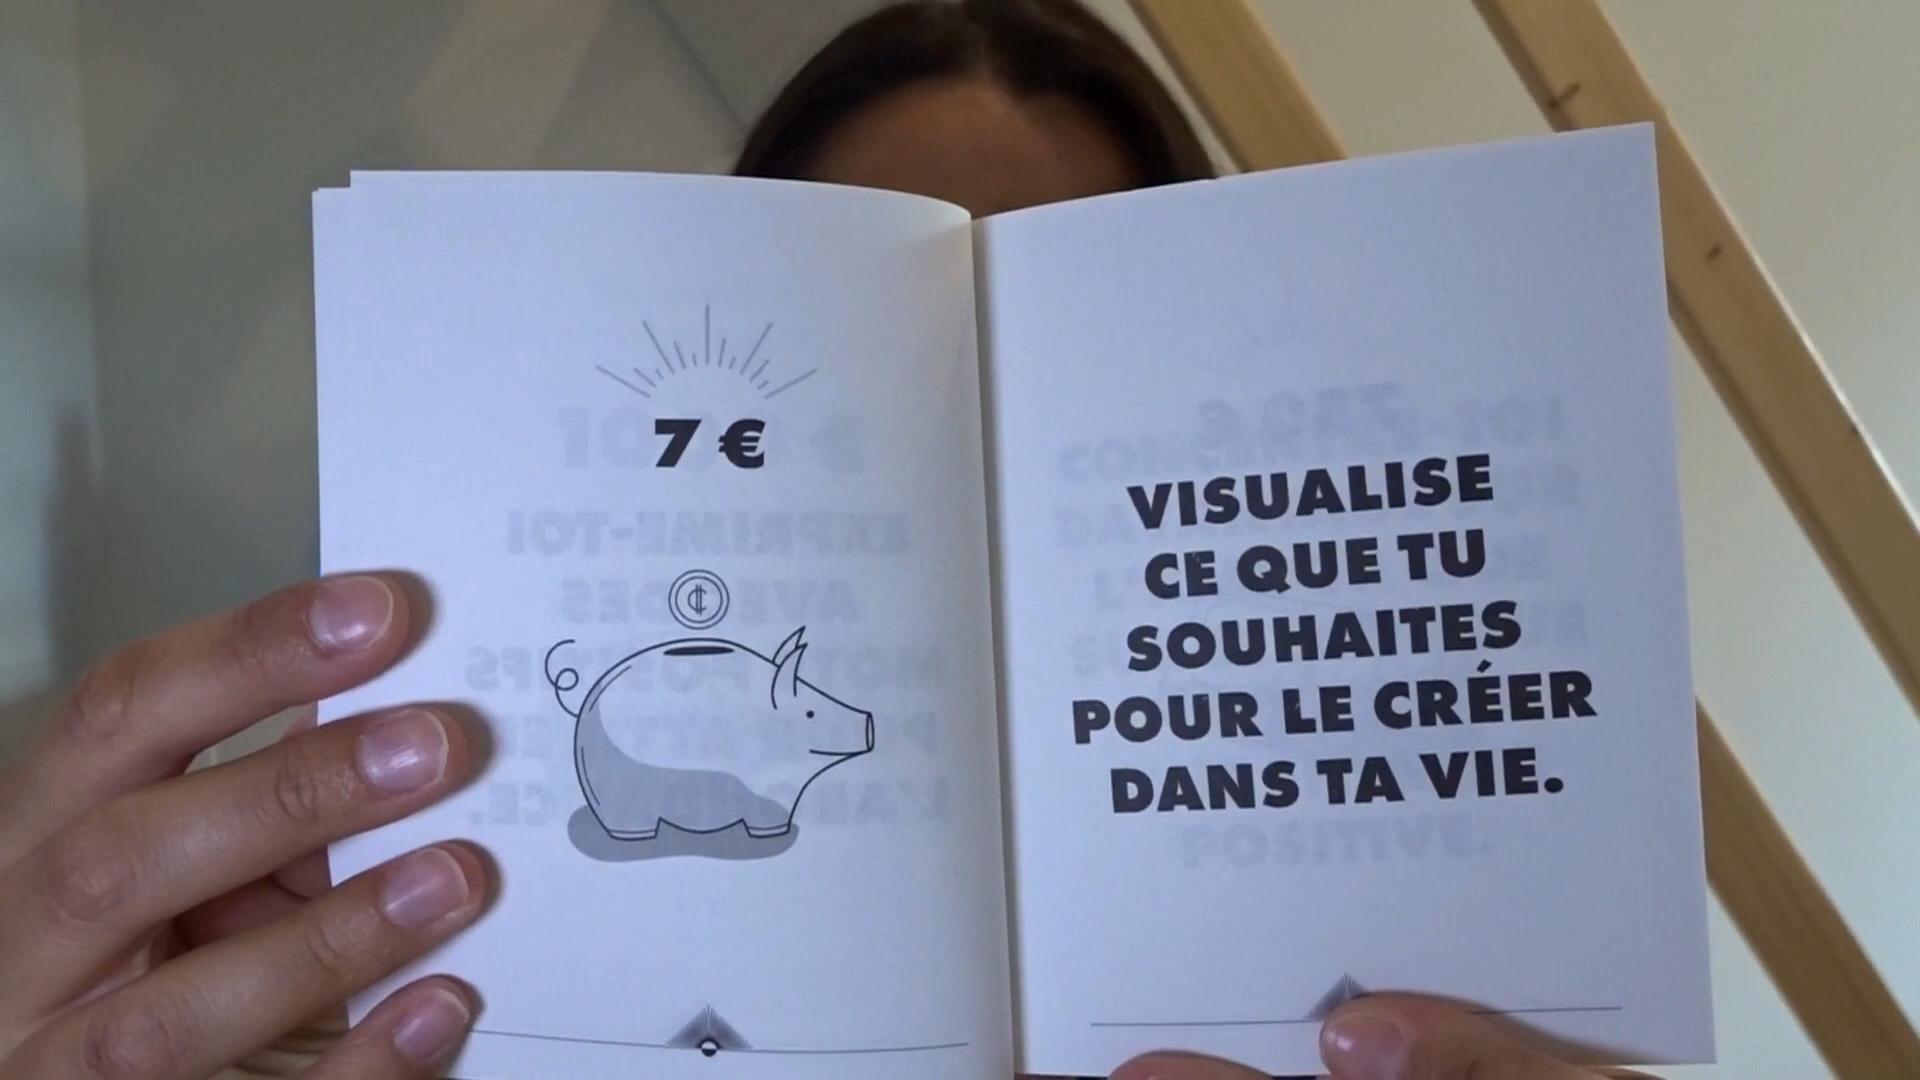 7 €
VISUALISE
CE QUE TU
SOUHAITES
POUR LE CRÉER
DANS TA VIE.